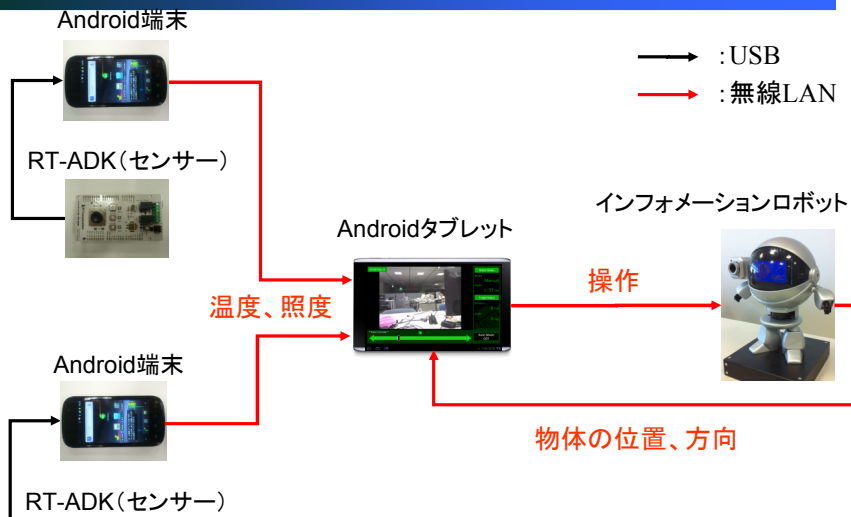 Android端末
:USB
:無線LAN
RT-ADK(センサー)
インフォメーションロボット
Androidタブレット
操作
温度、照度
Android端末
物体の位置、方向
RT-ADK(センサー)